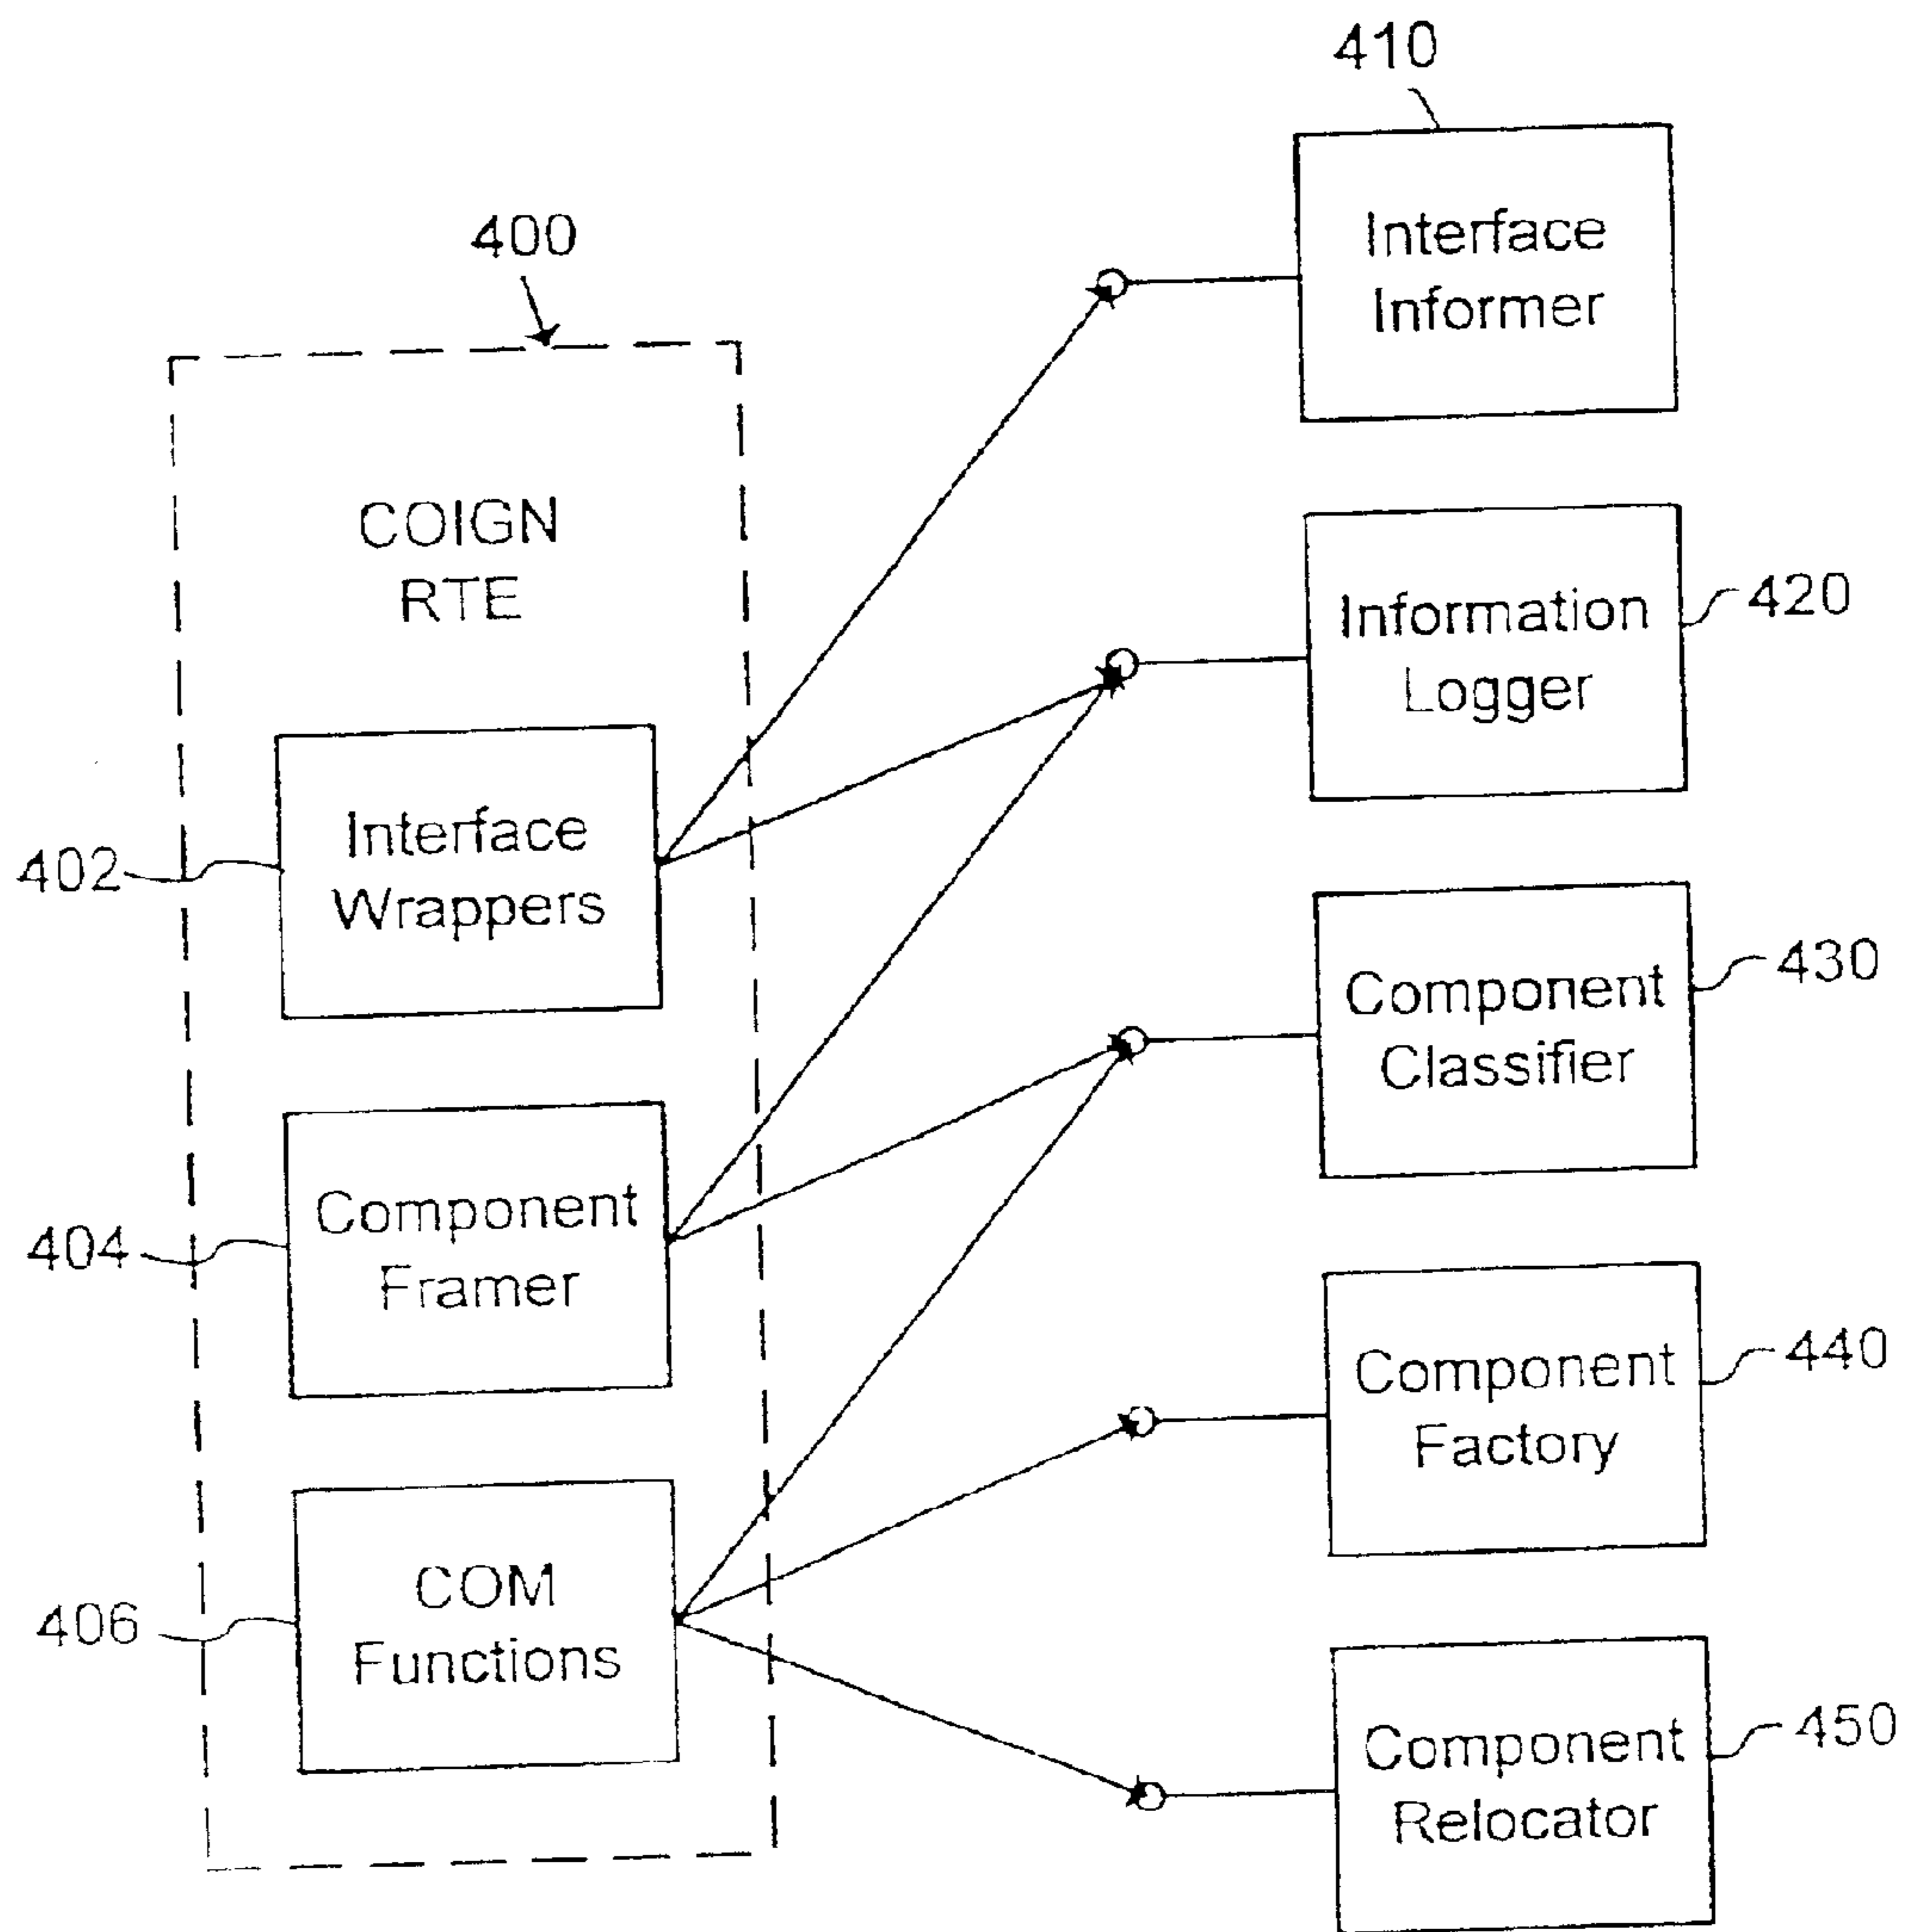 410
Interface
Informer
400
COIGN
RTE
Information
Logger
420
Interface
Wrappers
402
Component
Classifier
430
Component
Framer
404
Component
Factory
440
COM
Functions
406
Component
Relocator
450